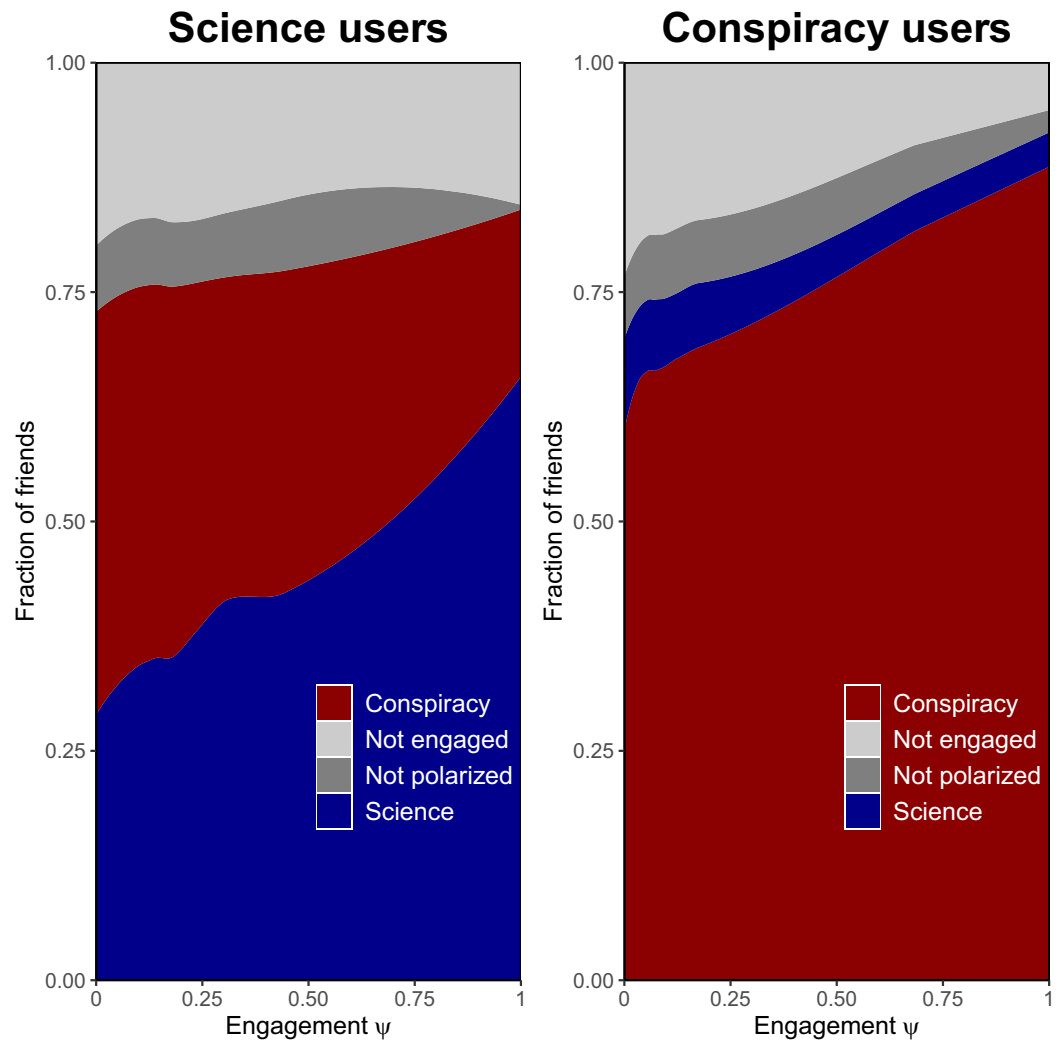 Science users
Fraction of friends
1.00
0.75
0.50
0.25
0.00
Conspiracy
Not engaged
Not polarized
Science
0 0.25 0.50 0.75 1
Engagement ψ
Conspiracy users
Fraction of friends
1.00
0.75
0.50
0.25
0.00
Conspiracy
Not engaged
Not polarized
Science
0 0.25 0.50 0.75 1
Engagement ψ